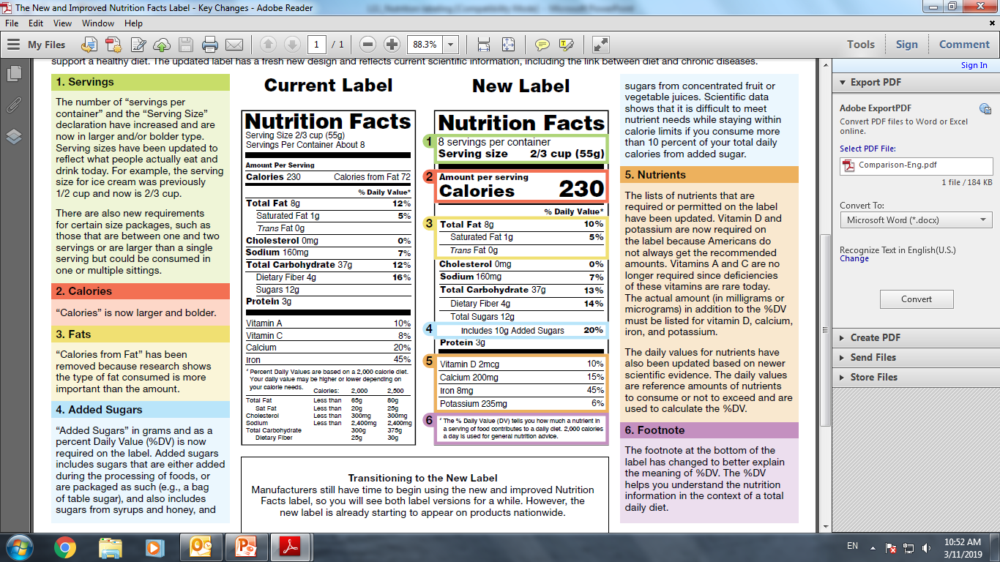 The New and Improved Nutrition Facts Label - Key Changes - Adobe Reader
File Edit View Window Help
My Files 1 / 1 88.3% Tools Sign Comment
support a healthy diet. The updated label has a fresh new design and reflects current scientific information, including the link between diet and chronic diseases.
1. Servings
The number of “servings per
container” and the “Serving Size”
declaration have increased and are
now in larger and/or bolder type.
Serving sizes have been updated to
reflect what people actually eat and
drink today. For example, the serving
size for ice cream was previously
1/2 cup and now is 2/3 cup.
There are also new requirements
for certain size packages, such as
those that are between one and two
servings or are larger than a single
serving but could be consumed in
one or multiple sittings.
2. Calories
“Calories” is now larger and bolder.
3. Fats
“Calories from Fat” has been
removed because research shows
the type of fat consumed is more
important than the amount.
4. Added Sugars
“Added Sugars” in grams and as a
percent Daily Value (%DV) is now
required on the label. Added sugars
includes sugars that are either added
during the processing of foods, or
are packaged as such (e.g., a bag
of table sugar), and also includes
sugars from syrups and honey, and
Current Label
Nutrition Facts
Serving Size 2/3 cup (55g)
Servings Per Container About 8
Amount Per Serving
Calories 230 Calories from Fat 72
% Daily Value*
Total Fat 8g 12%
Saturated Fat 1g 5%
Trans Fat 0g
Cholesterol 0mg 0%
Sodium 160mg 7%
Total Carbohydrate 37g 12%
Dietary Fiber 4g 16%
Sugars 12g
Protein 3g
Vitamin A 10%
Vitamin C 8%
Calcium 20%
Iron 45%
* Percent Daily Values are based on a 2,000 calorie diet.
Your daily value may be higher or lower depending on
your calorie needs.
Calories: 2,000 2,500
Total Fat Less than 65g 80g
Sat Fat Less than 20g 25g
Cholesterol Less than 300mg 300mg
Sodium Less than 2,400mg 2,400mg
Total Carbohydrate 300g 375g
Dietary Fiber 25g 30g
New Label
Nutrition Facts
1 8 servings per container
Serving size 2/3 cup (55g)
2 Amount per serving
Calories 230
% Daily Value*
3 Total Fat 8g 10%
Saturated Fat 1g 5%
Trans Fat 0g
Cholesterol 0mg 0%
Sodium 160mg 7%
Total Carbohydrate 37g 13%
Dietary Fiber 4g 14%
Total Sugars 12g
4 Includes 10g Added Sugars 20%
Protein 3g
5 Vitamin D 2mcg 10%
Calcium 200mg 15%
Iron 8mg 45%
Potassium 235mg 6%
6 * The % Daily Value (DV) tells you how much a nutrient in
a serving of food contributes to a daily diet. 2,000 calories
a day is used for general nutrition advice.
Transitioning to the New Label
Manufacturers still have time to begin using the new and improved Nutrition
Facts label, so you will see both label versions for a while. However, the
new label is already starting to appear on products nationwide.
sugars from concentrated fruit or
vegetable juices. Scientific data
shows that it is difficult to meet
nutrient needs while staying within
calorie limits if you consume more
than 10 percent of your total daily
calories from added sugar.
5. Nutrients
The lists of nutrients that are
required or permitted on the label
have been updated. Vitamin D and
potassium are now required on
the label because Americans do
not always get the recommended
amounts. Vitamins A and C are no
longer required since deficiencies
of these vitamins are rare today.
The actual amount (in milligrams or
micrograms) in addition to the %DV
must be listed for vitamin D, calcium,
iron, and potassium.
The daily values for nutrients have
also been updated based on newer
scientific evidence. The daily values
are reference amounts of nutrients
to consume or not to exceed and are
used to calculate the %DV.
6. Footnote
The footnote at the bottom of the
label has changed to better explain
the meaning of %DV. The %DV
helps you understand the nutrition
information in the context of a total
daily diet.
Sign In
Export PDF
Adobe ExportPDF
Convert PDF files to Word or Excel
online.
Select PDF File:
Comparison-Eng.pdf
1 file / 184 KB
Convert To:
Microsoft Word (*.docx)
Recognize Text in English(U.S.)
Change
Convert
Create PDF
Send Files
Store Files
EN
10:52 AM
3/11/2019